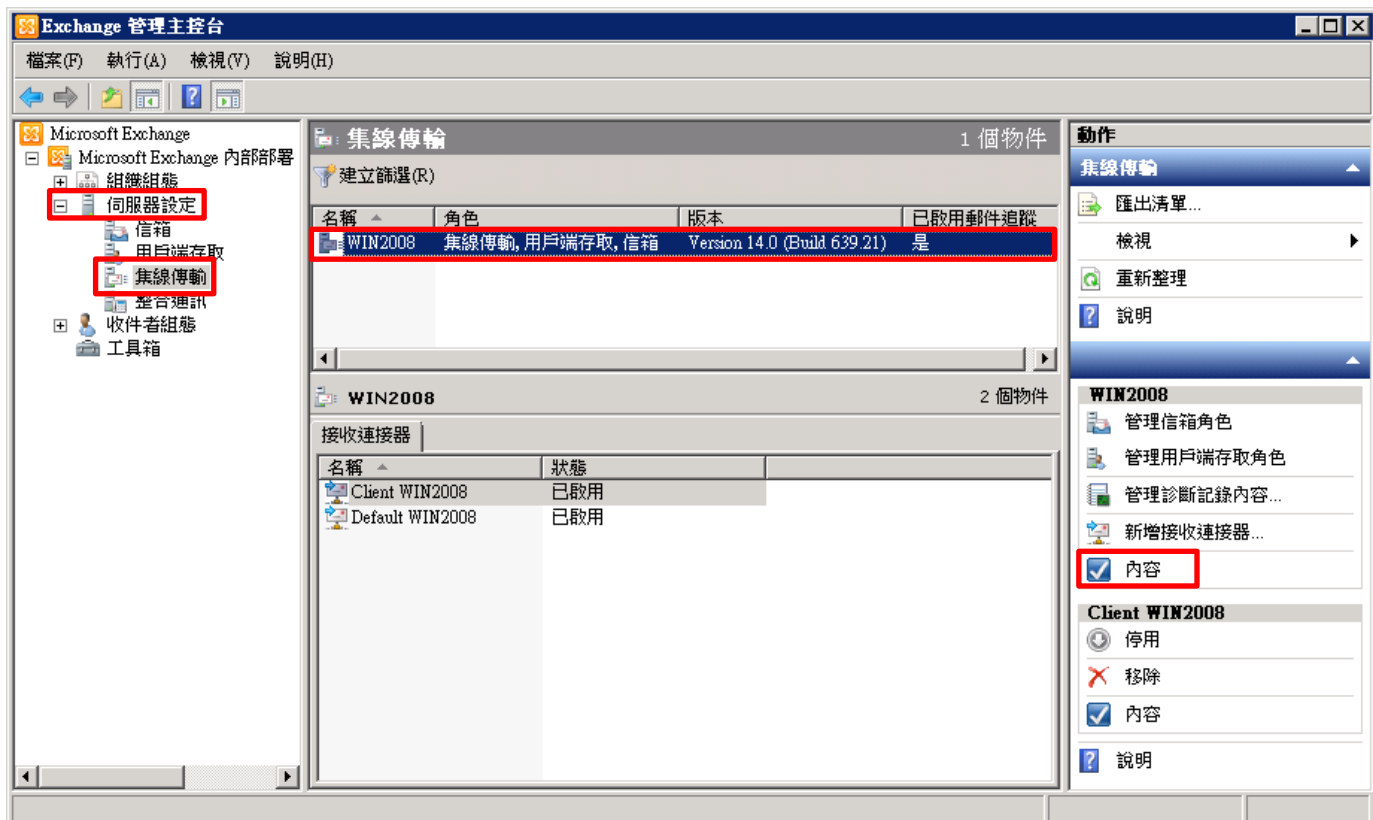 Exchange 管理主控台
檔案(F) 執行(A) 檢視(V) 說明(H)
Microsoft Exchange
Microsoft Exchange 內部部署
組織組態
伺服器設定
信箱
用戶端存取
集線傳輸
整合通訊
收件者組態
工具箱
集線傳輸 1 個物件
建立篩選(R)
名稱 角色 版本 已啟用郵件追蹤
WIN2008 集線傳輸, 用戶端存取, 信箱 Version 14.0 (Build 639.21) 是
WIN2008 2 個物件
接收連接器
名稱 狀態
Client WIN2008 已啟用
Default WIN2008 已啟用
動作
集線傳輸
匯出清單...
檢視
重新整理
說明
WIN2008
管理信箱角色
管理用戶端存取角色
管理診斷記錄內容...
新增接收連接器...
內容
Client WIN2008
停用
移除
內容
說明